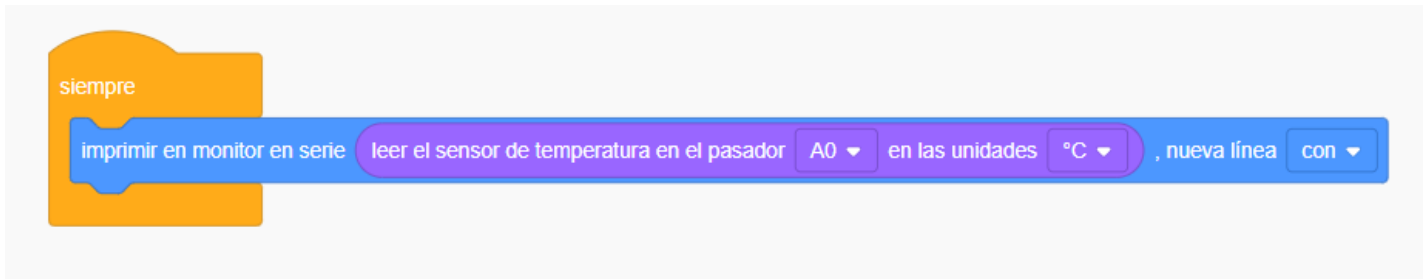 siempre
imprimir en monitor en serie leer el sensor de temperatura en el pasador A0 en las unidades °C , nueva línea con